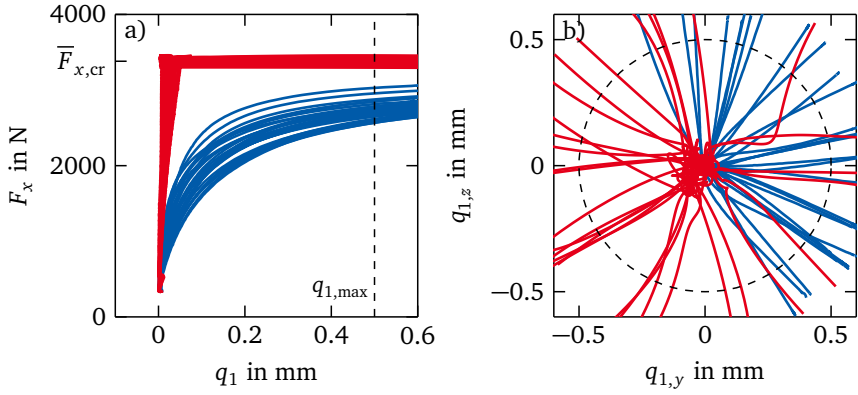 a)
4000
F̅x,cr
2000
0
Fx in N
q1,max
0 0.2 0.4 0.6
q1 in mm
b)
0.5
0
−0.5
q1,z in mm
−0.5 0 0.5
q1,y in mm